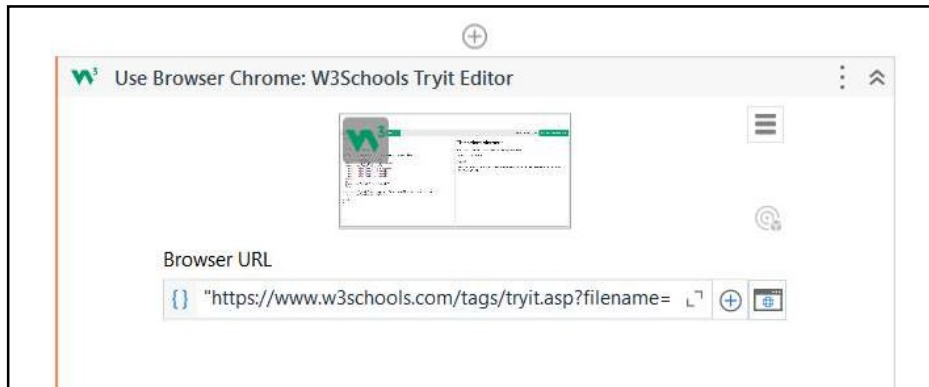 Use Browser Chrome: W3Schools Tryit Editor
Browser URL
"https://www.w3schools.com/tags/tryit.asp?filename=